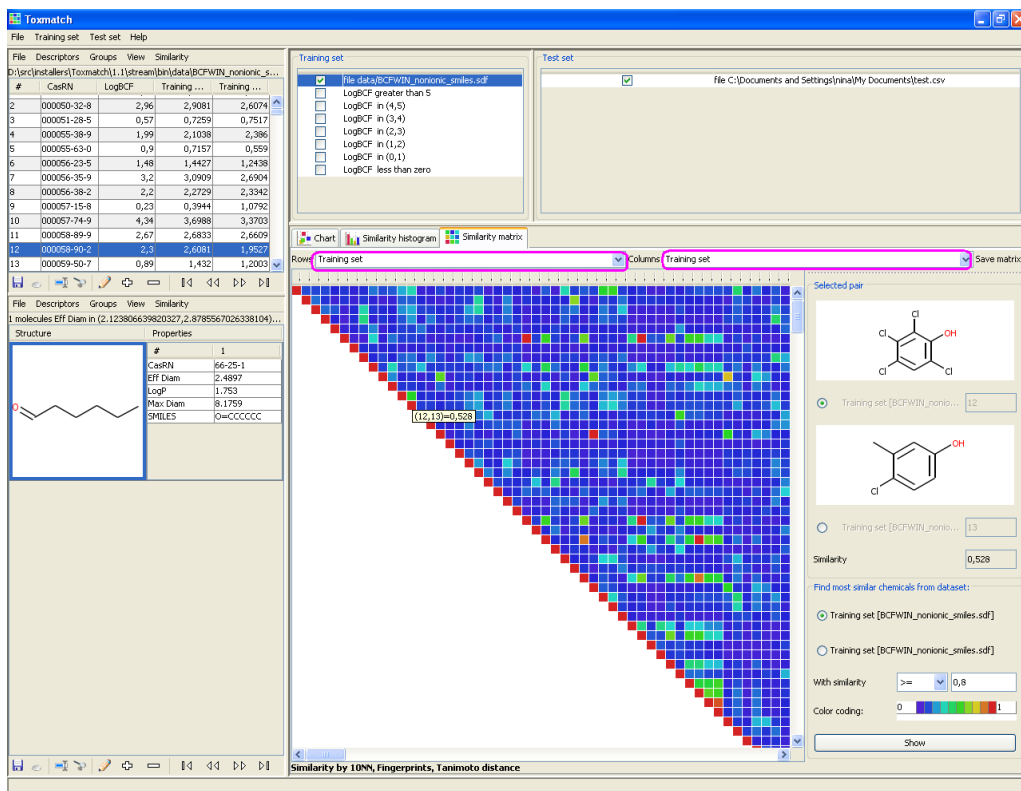 Toxmatch
File Training set Test set Help
File Descriptors Groups View Similarity
D:\src\installers\Toxmatch\1.1\stream\bin\data\BCFWIN_nonionic_s...
# CasRN LogBCF Training ... Training ...
2 000050-32-8 2,96 2,9081 2,6074
3 000051-28-5 0,57 0,7259 0,7517
4 000055-38-9 1,99 2,1038 2,386
5 000055-63-0 0,9 0,7157 0,559
6 000056-23-5 1,48 1,4427 1,2438
7 000056-35-9 3,2 3,0909 2,6904
8 000056-38-2 2,2 2,2729 2,3342
9 000057-15-8 0,23 0,3944 1,0792
10 000057-74-9 4,34 3,6988 3,3703
11 000058-89-9 2,67 2,6833 2,6609
12 000058-90-2 2,3 2,6081 1,9527
13 000059-50-7 0,89 1,432 1,2003
File Descriptors Groups View Similarity
1 molecules Eff Diam in (2.123806639820327,2.8785567026338104)...
Structure Properties
# 1
CasRN 66-25-1
Eff Diam 2.4897
LogP 1.753
Max Diam 8.1759
SMILES O=CCCCCC
O
Training set
file data/BCFWIN_nonionic_smiles.sdf
LogBCF greater than 5
LogBCF in (4,5)
LogBCF in (3,4)
LogBCF in (2,3)
LogBCF in (1,2)
LogBCF in (0,1)
LogBCF less than zero
Test set
file C:\Documents and Settings\nina\My Documents\test.csv
Chart Similarity histogram Similarity matrix
Rows Training set Columns Training set Save matrix
(12,13)=0,528
Similarity by 10NN, Fingerprints, Tanimoto distance
Selected pair
Cl
Cl OH
Cl Cl
Training set [BCFWIN_nonio... 12
OH
Cl
Training set [BCFWIN_nonio... 13
Similarity 0,528
Find most similar chemicals from dataset:
Training set [BCFWIN_nonionic_smiles.sdf]
Training set [BCFWIN_nonionic_smiles.sdf]
With similarity >= 0,8
Color coding: 0 1
Show